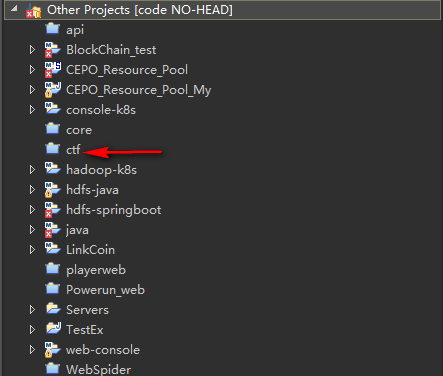 Other Projects [code NO-HEAD]
api
BlockChain_test
CEPO_Resource_Pool
CEPO_Resource_Pool_My
console-k8s
core
ctf
hadoop-k8s
hdfs-java
hdfs-springboot
java
LinkCoin
playerweb
Powerun_web
Servers
TestEx
web-console
WebSpider